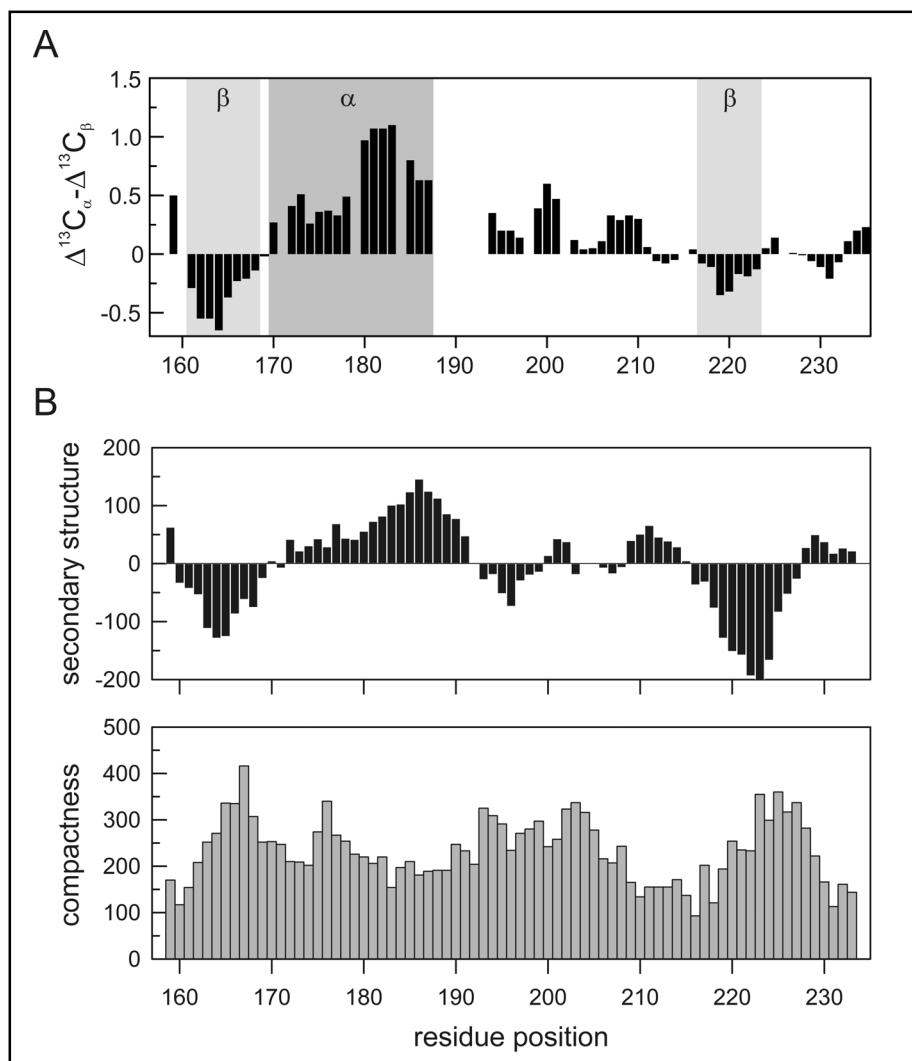 A
β α β
Δ¹³Cα-Δ¹³Cβ
1.5
1.0
0.5
0
-0.5
160 170 180 190 200 210 220 230
B
secondary structure
200
100
0
-100
-200
compactness
500
400
300
200
100
0
160 170 180 190 200 210 220 230
residue position